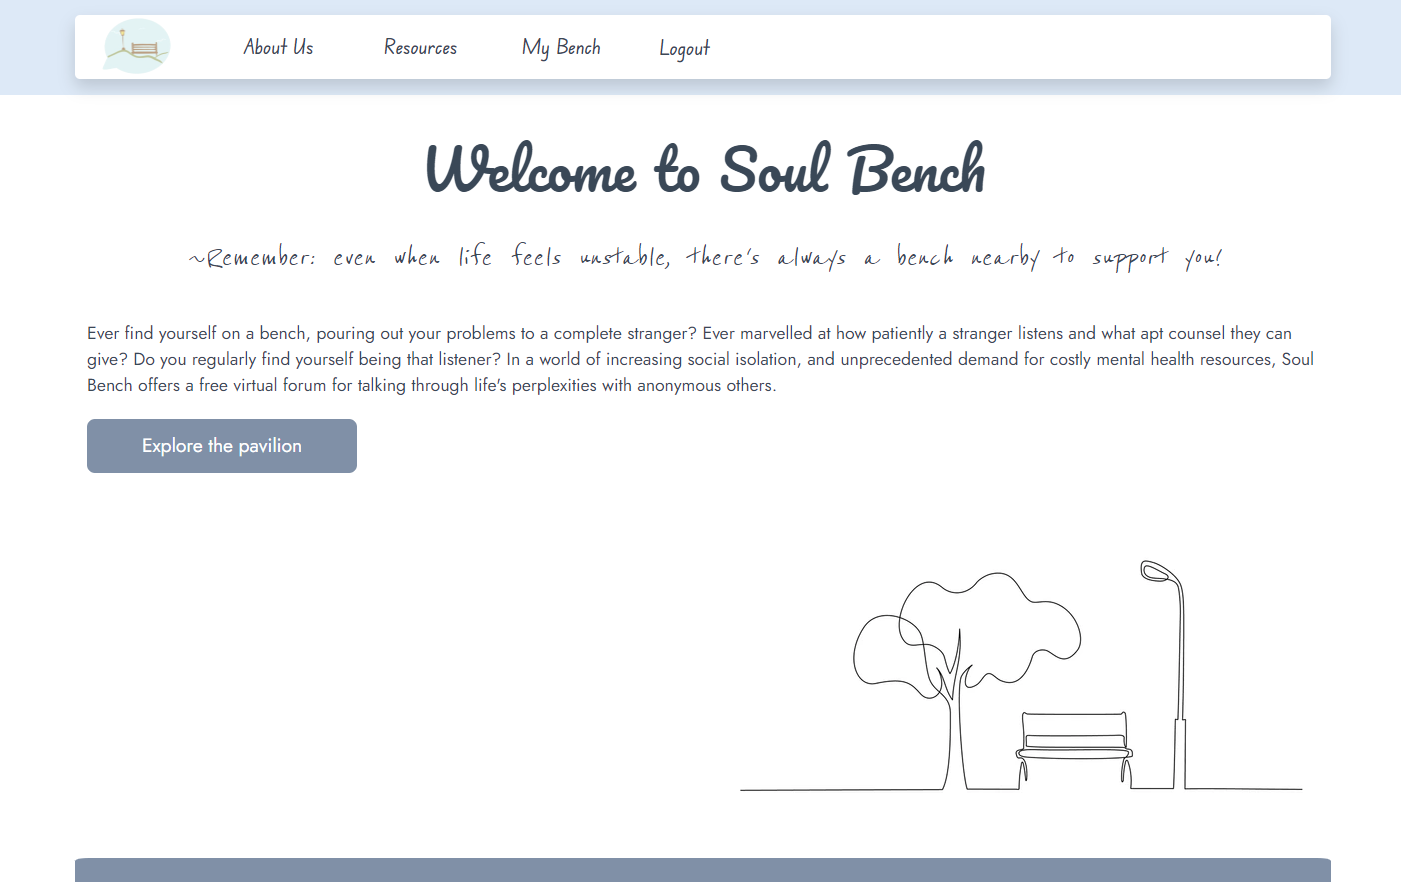 About Us Resources My Bench Logout
Welcome to Soul Bench
~Remember: even when life feels unstable, there's always a bench nearby to support you!
Ever find yourself on a bench, pouring out your problems to a complete stranger? Ever marvelled at how patiently a stranger listens and what apt counsel they can
give? Do you regularly find yourself being that listener? In a world of increasing social isolation, and unprecedented demand for costly mental health resources, Soul
Bench offers a free virtual forum for talking through life's perplexities with anonymous others.
Explore the pavilion